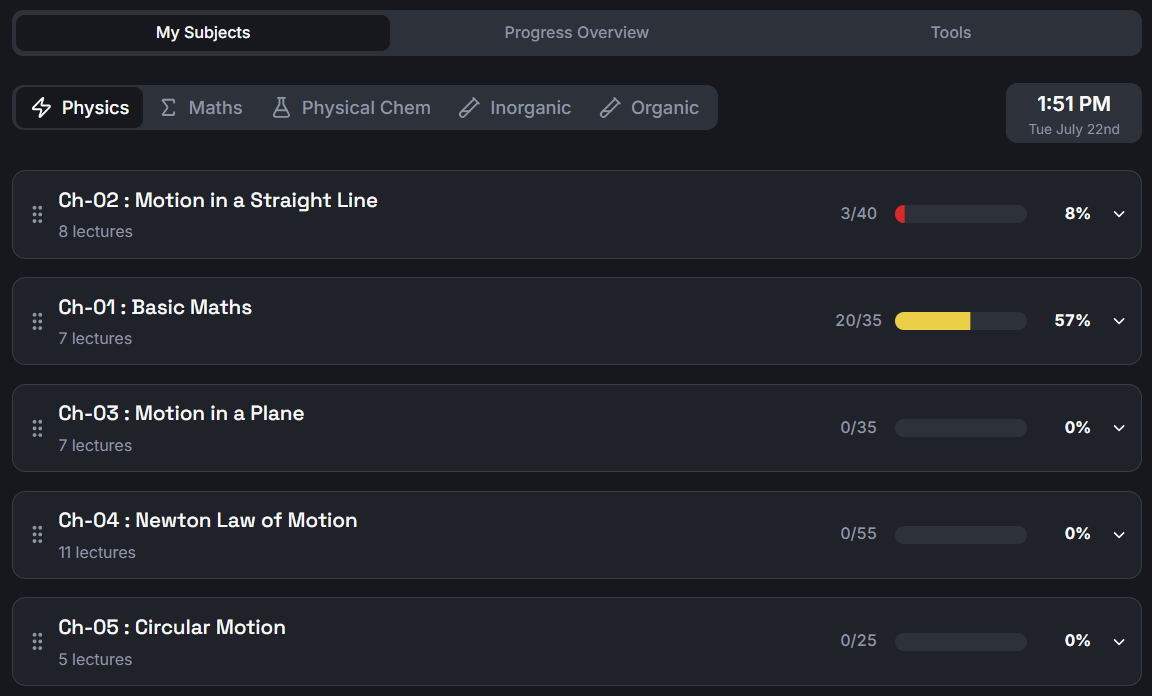 My Subjects
Progress Overview
Tools
Physics
Maths
Physical Chem
Inorganic
Organic
1:51 PM
Tue July 22nd
Ch-02 : Motion in a Straight Line
8 lectures
3/40
8%
Ch-01 : Basic Maths
7 lectures
20/35
57%
Ch-03 : Motion in a Plane
7 lectures
0/35
0%
Ch-04 : Newton Law of Motion
11 lectures
0/55
0%
Ch-05 : Circular Motion
5 lectures
0/25
0%